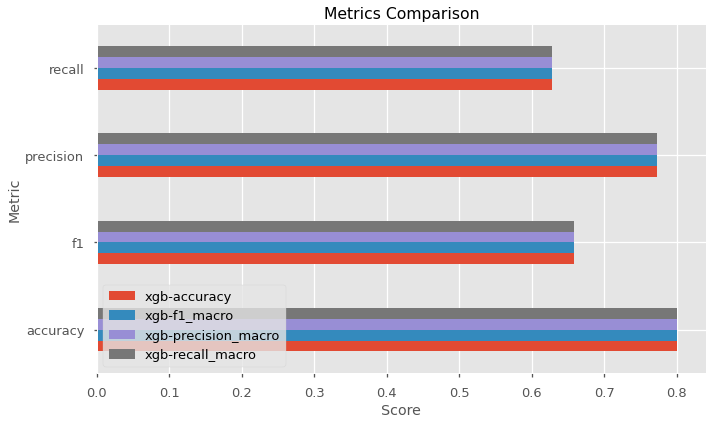 Metrics Comparison
recall
precision
f1
accuracy
Metric
xgb-accuracy
xgb-f1_macro
xgb-precision_macro
xgb-recall_macro
0.0 0.1 0.2 0.3 0.4 0.5 0.6 0.7 0.8
Score